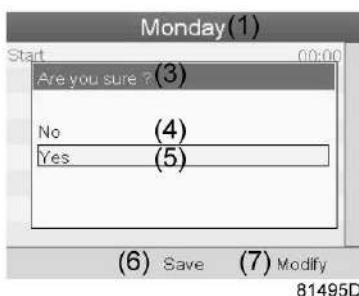 Monday (1)
Start 00:00
Are you sure ? (3)
No (4)
Yes (5)
(6) Save (7) Modify
81495D